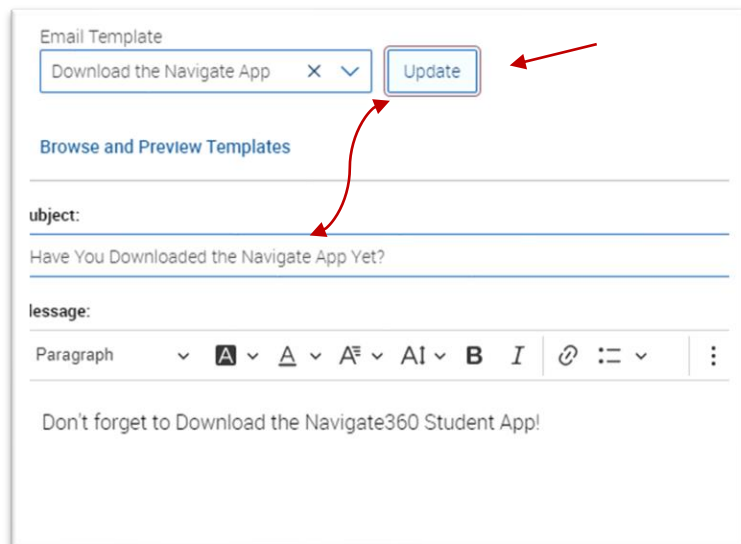 Email Template
Download the Navigate App
Update
Browse and Preview Templates
ubject:
Have You Downloaded the Navigate App Yet?
lessage:
Paragraph A A A AI B I
Don't forget to Download the Navigate360 Student App!